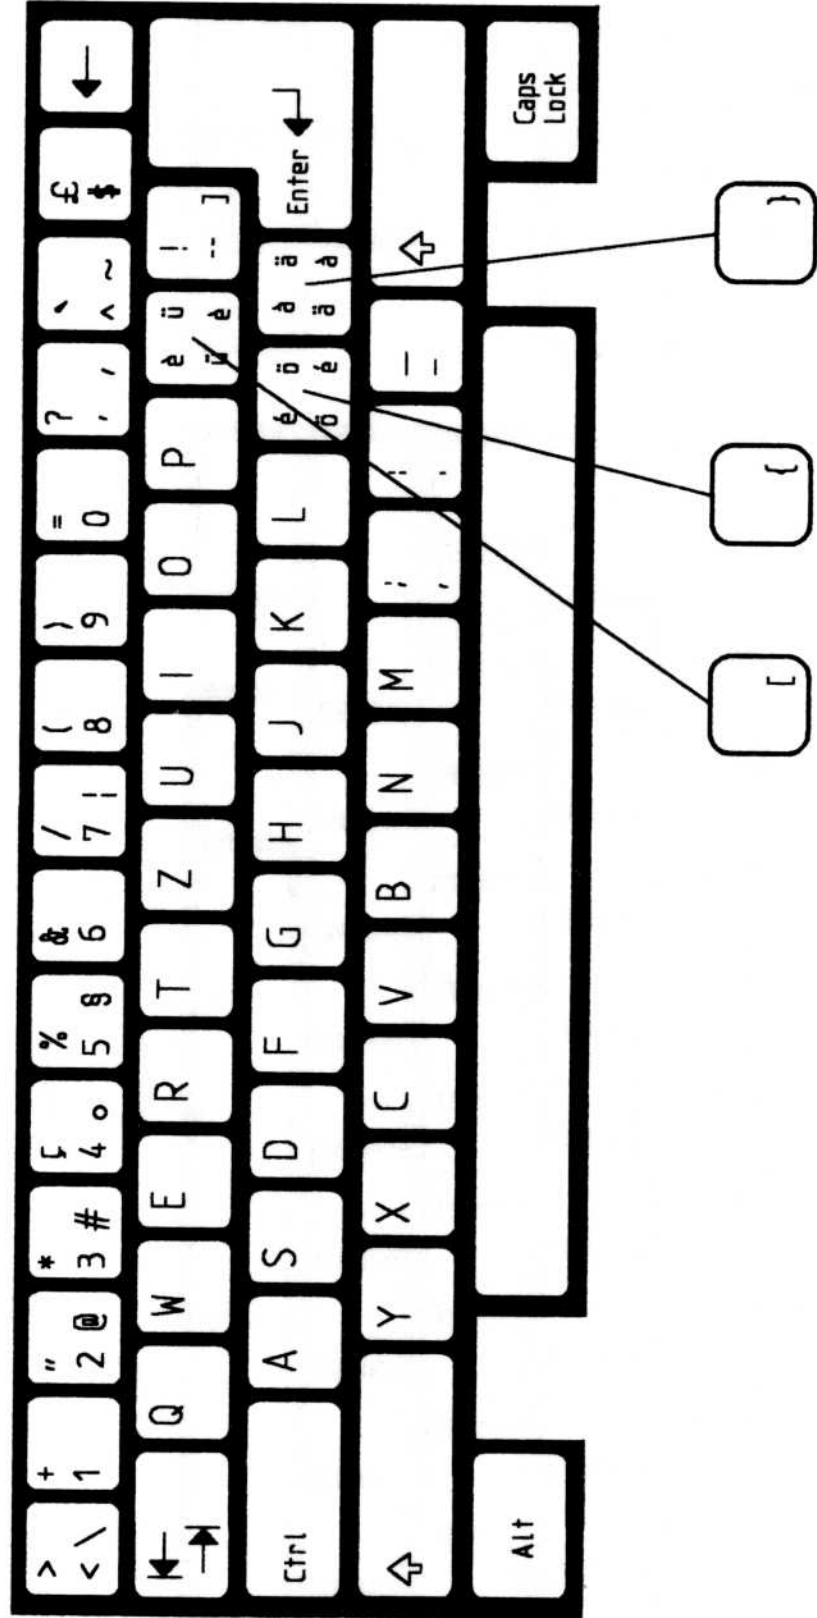 > < \
+ 1
" 2 @
* 3 #
ç 4 °
% 5 §
& 6
/ 7 ¦
( 8
) 9
= 0
? ' ´
` ^ ~
£ $
←
Q
W
E
R
T
Z
U
I
O
P
è ü ü è
! ¨ ]
Enter
Ctrl
A
S
D
F
G
H
J
K
L
é ö ö é
à ä ä à
Y
X
C
V
B
N
M
; ,
: .
_ -
Alt
Caps
Lock
[
{
}